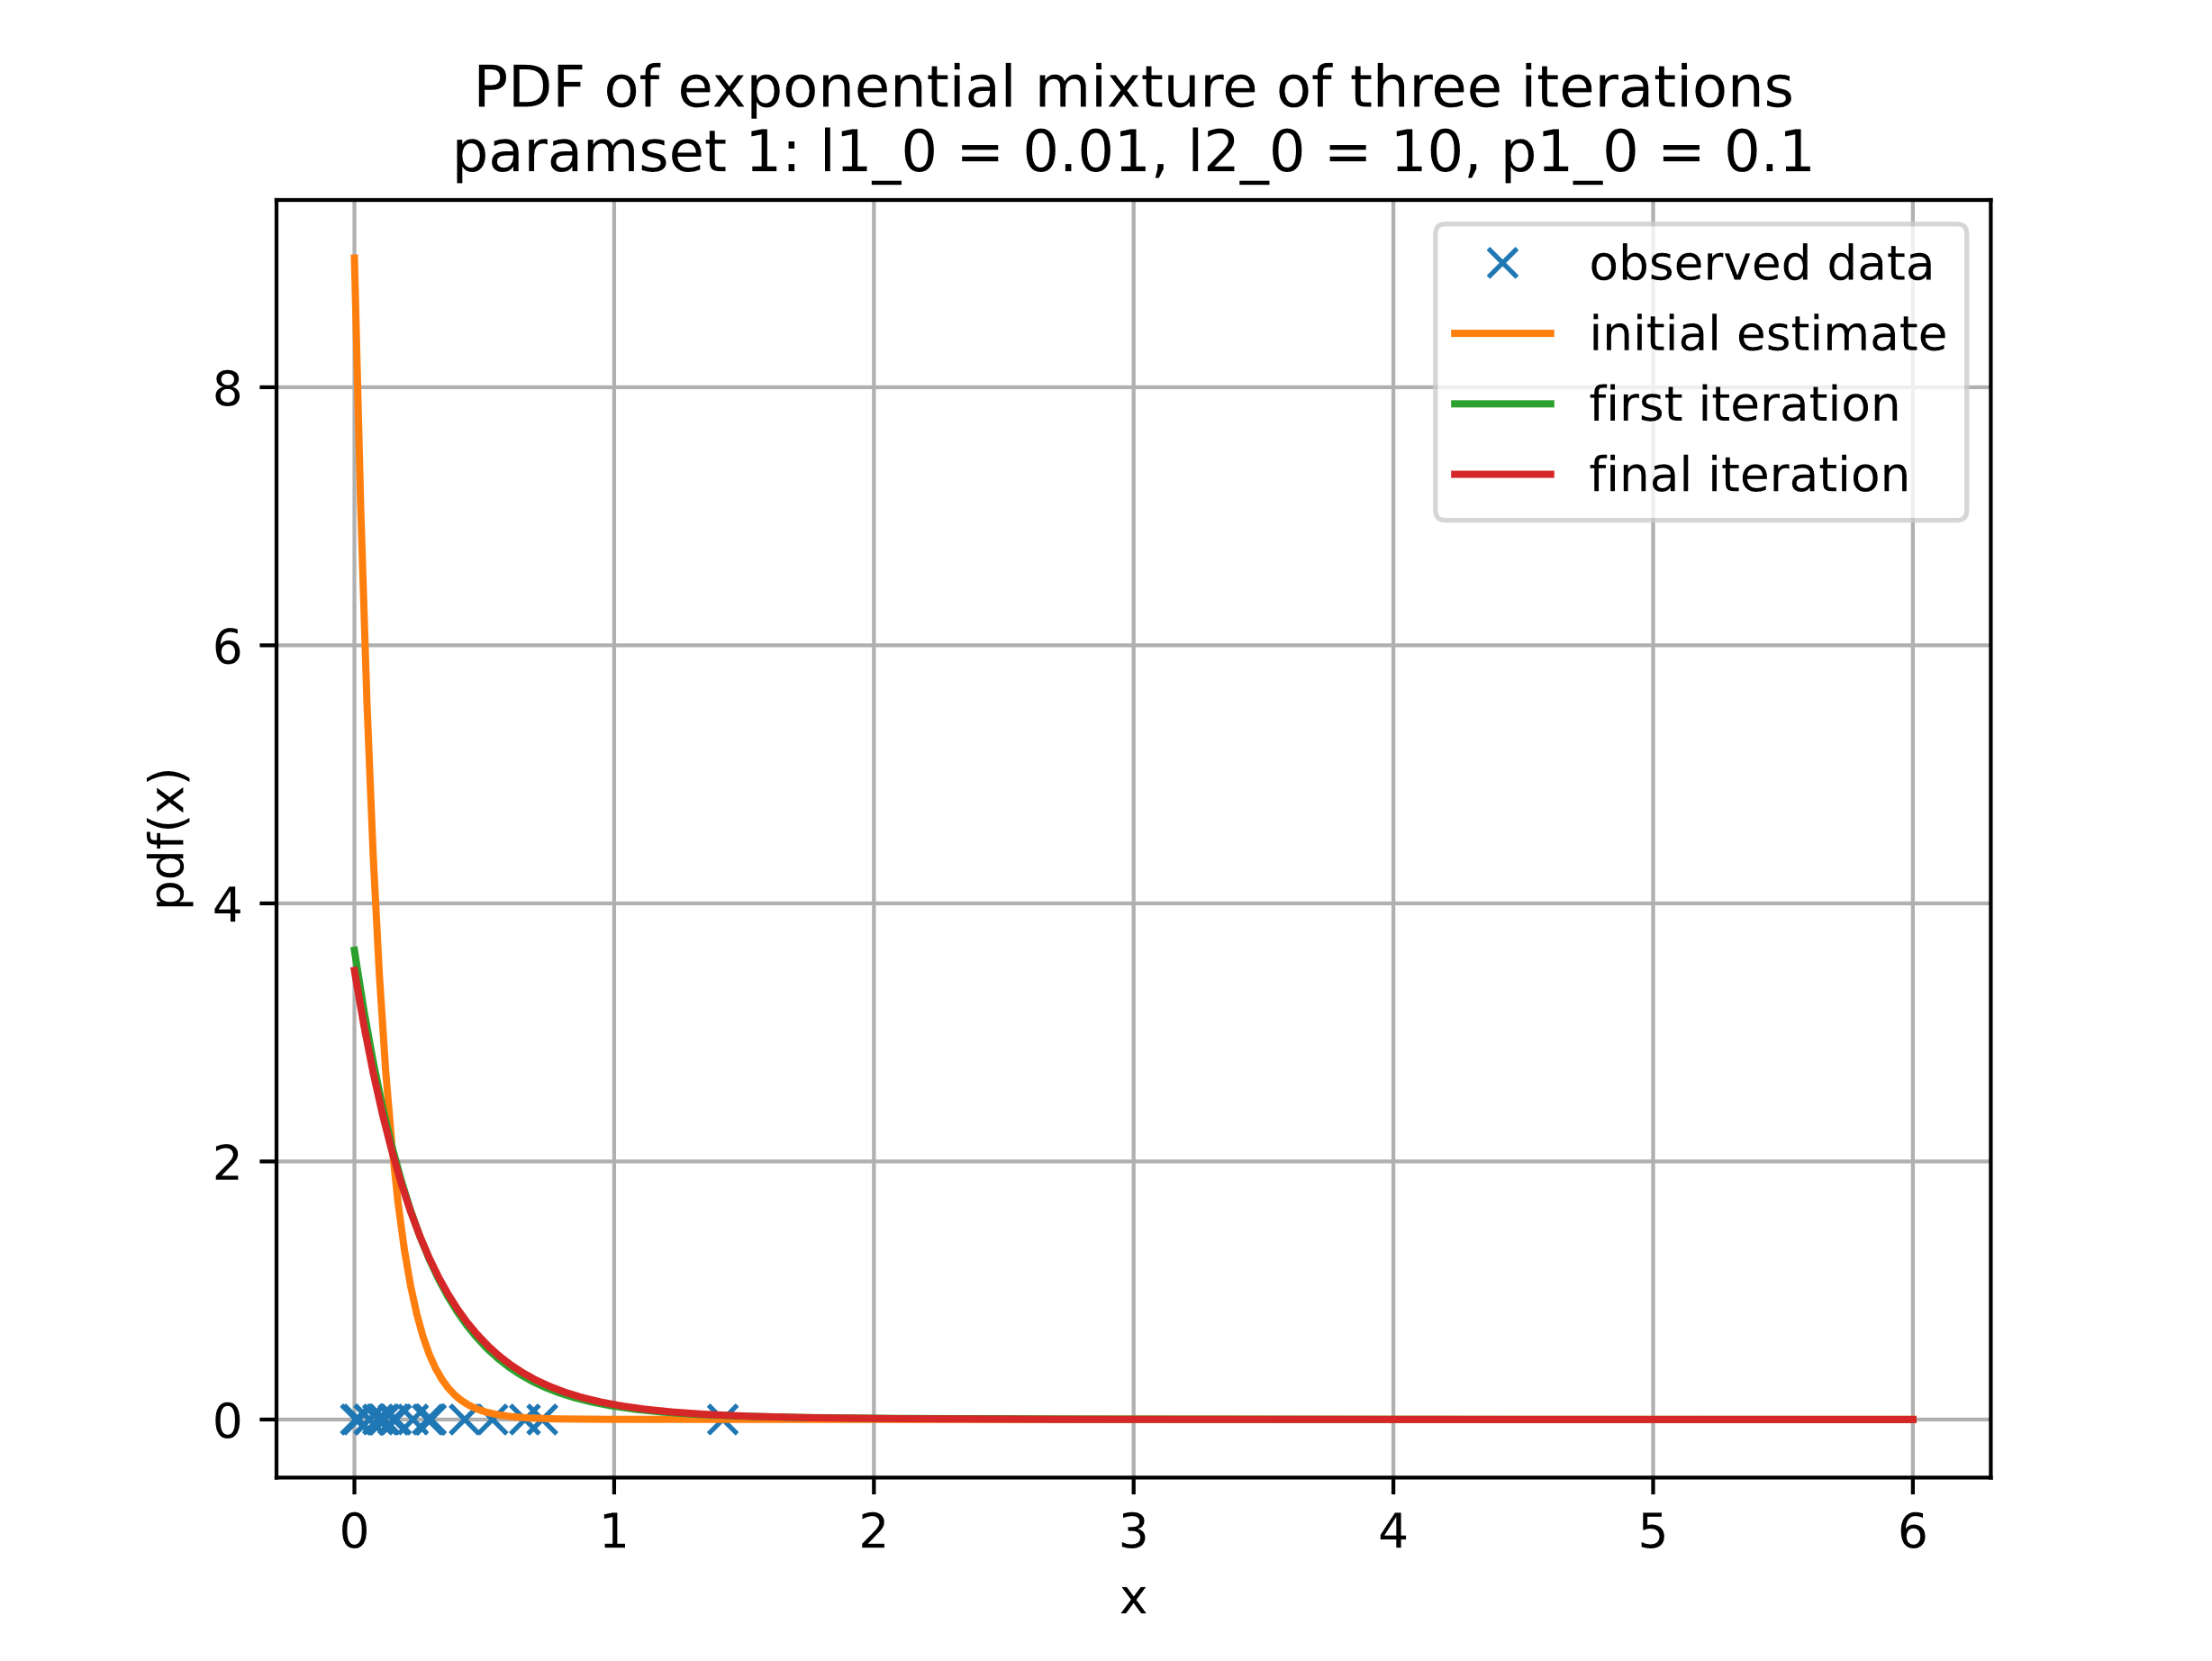 PDF of exponential mixture of three iterations
paramset 1: l1_0 = 0.01, l2_0 = 10, p1_0 = 0.1
observed data
initial estimate
first iteration
final iteration
pdf(x)
8
6
4
2
0
0 1 2 3 4 5 6
x